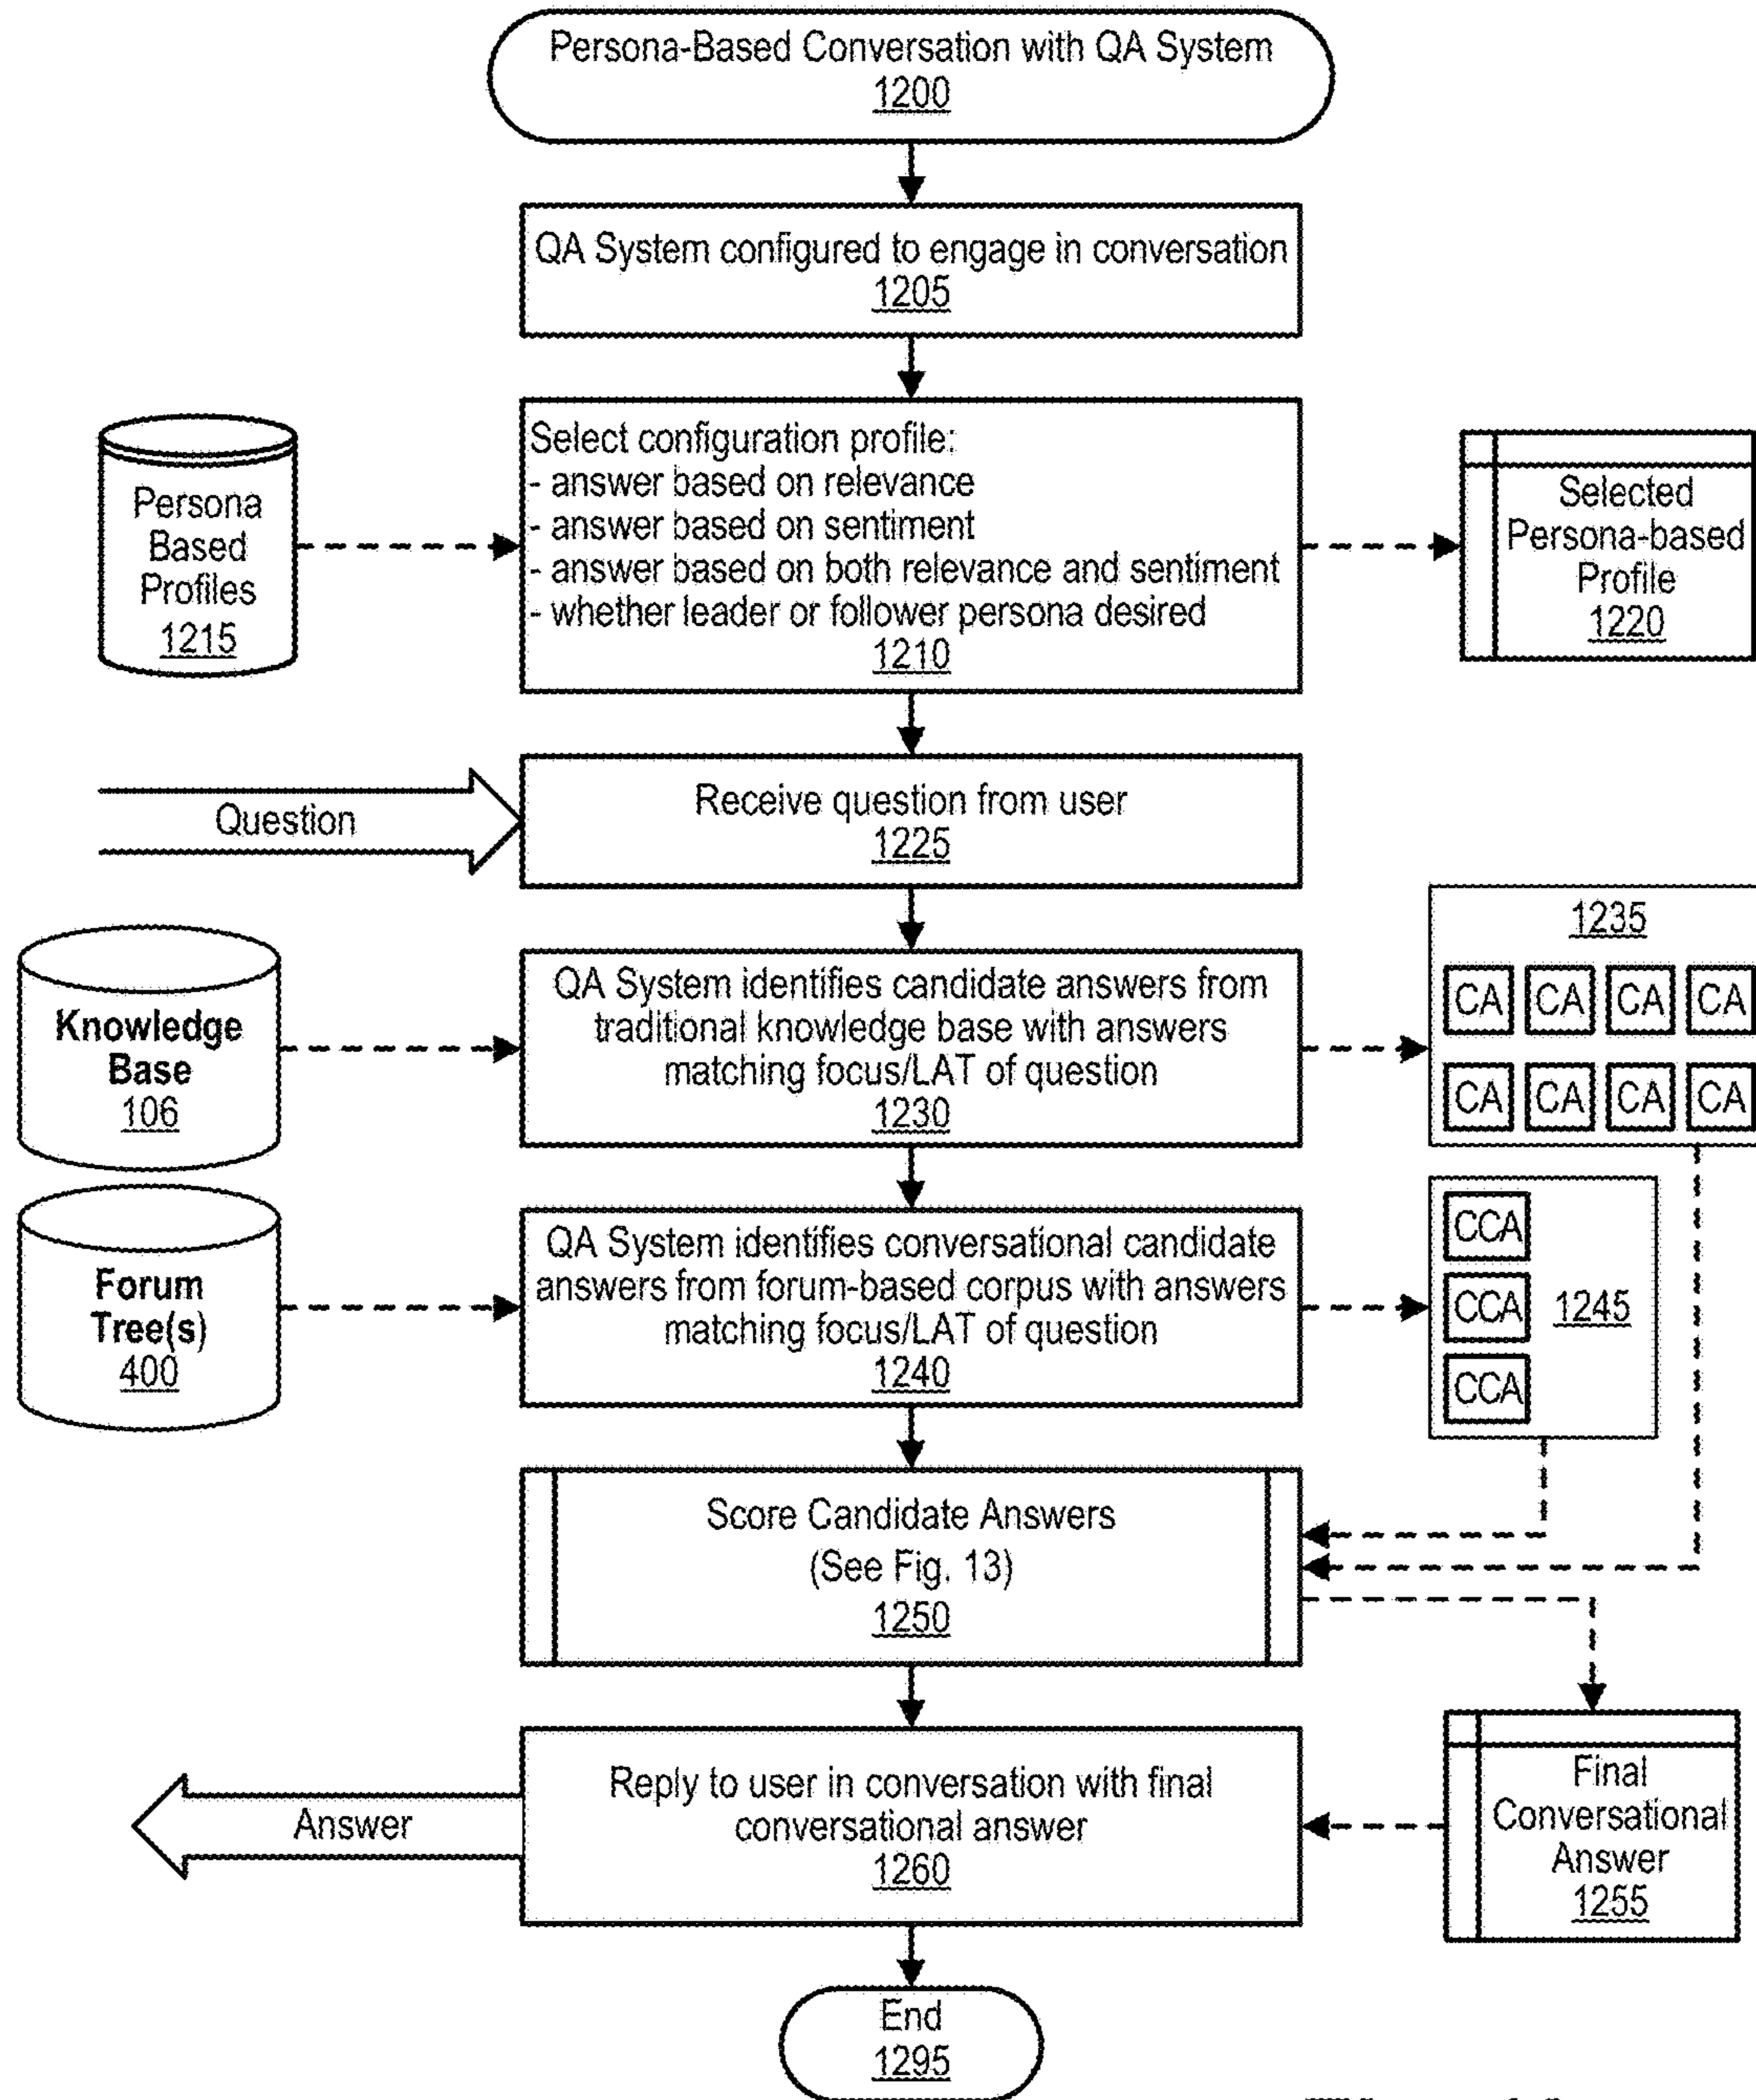 Persona-Based Conversation with QA System
1200
QA System configured to engage in conversation
1205
Persona
Based
Profiles
1215
Select configuration profile:
- answer based on relevance
- answer based on sentiment
- answer based on both relevance and sentiment
- whether leader or follower persona desired
1210
Selected
Persona-based
Profile
1220
Question
Receive question from user
1225
Knowledge
Base
106
QA System identifies candidate answers from
traditional knowledge base with answers
matching focus/LAT of question
1230
1235
CA CA CA CA
CA CA CA CA
Forum
Tree(s)
400
QA System identifies conversational candidate
answers from forum-based corpus with answers
matching focus/LAT of question
1240
CCA
CCA
CCA
1245
Score Candidate Answers
(See Fig. 13)
1250
Answer
Reply to user in conversation with final
conversational answer
1260
Final
Conversational
Answer
1255
End
1295